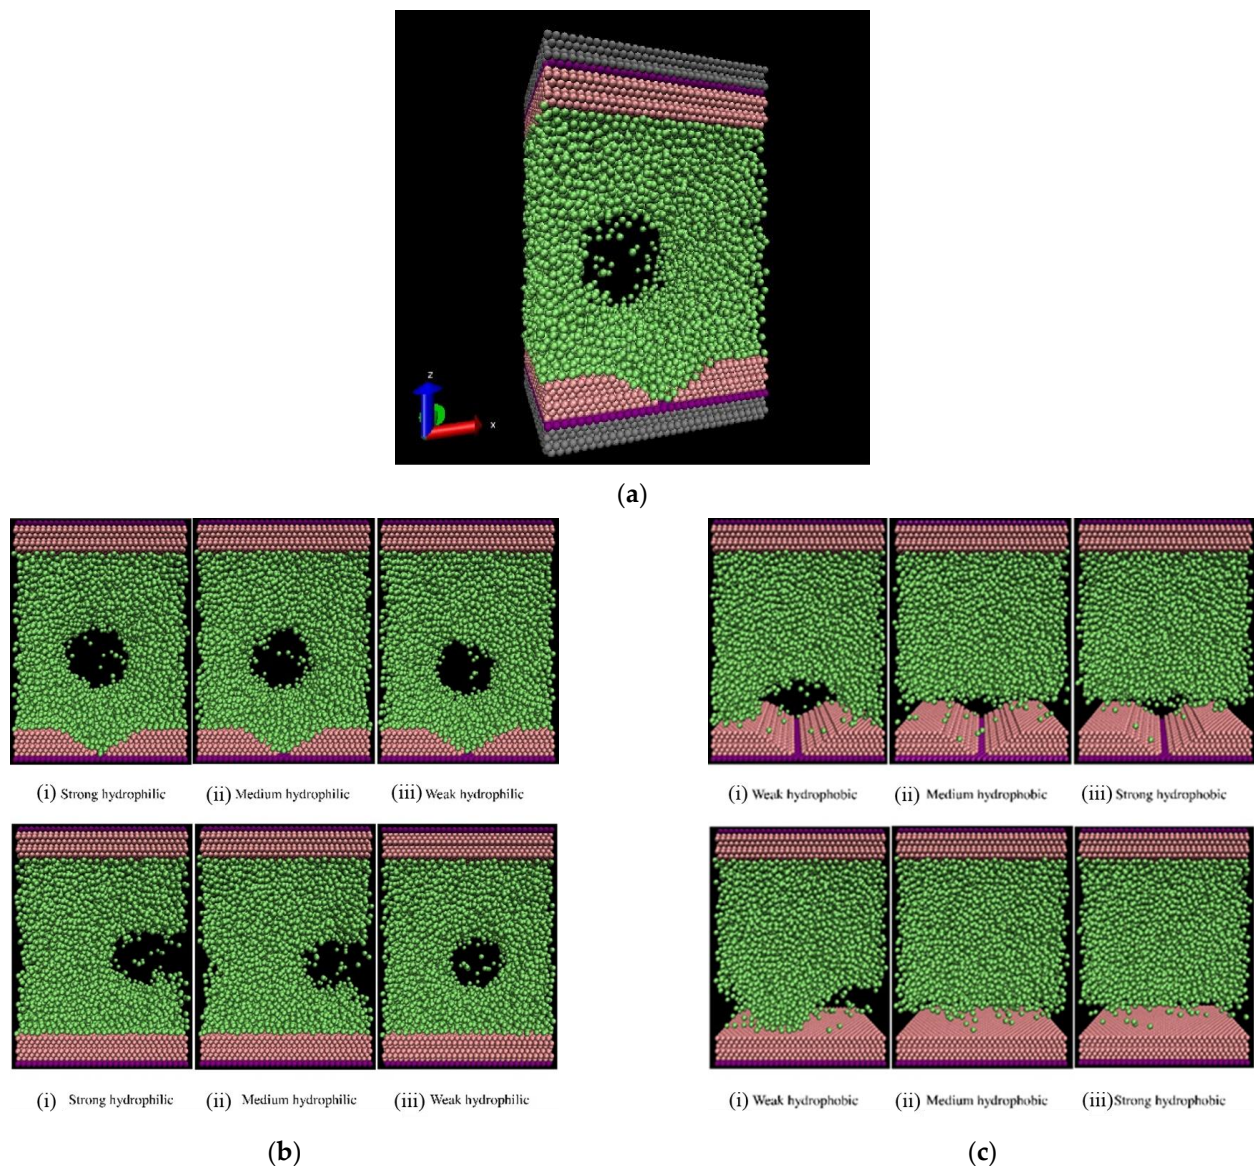 z
x
(a)
(i) Strong hydrophilic (ii) Medium hydrophilic (iii) Weak hydrophilic
(i) Weak hydrophobic (ii) Medium hydrophobic (iii) Strong hydrophobic
(i) Strong hydrophilic (ii) Medium hydrophilic (iii) Weak hydrophilic
(i) Weak hydrophobic (ii) Medium hydrophobic (iii) Strong hydrophobic
(b)
(c)